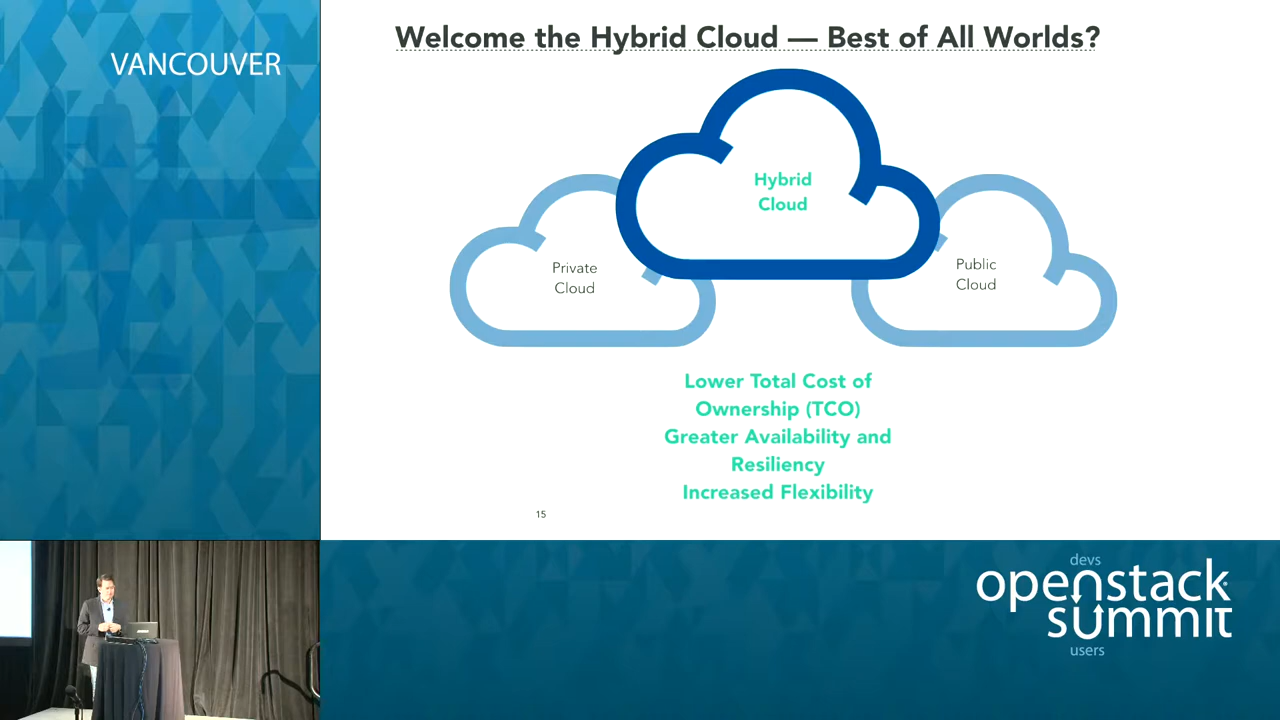 VANCOUVER
Welcome the Hybrid Cloud — Best of All Worlds?
Hybrid
Cloud
Private
Cloud
Public
Cloud
Lower Total Cost of
Ownership (TCO)
Greater Availability and
Resiliency
Increased Flexibility
15
devs
openstack
summit
users